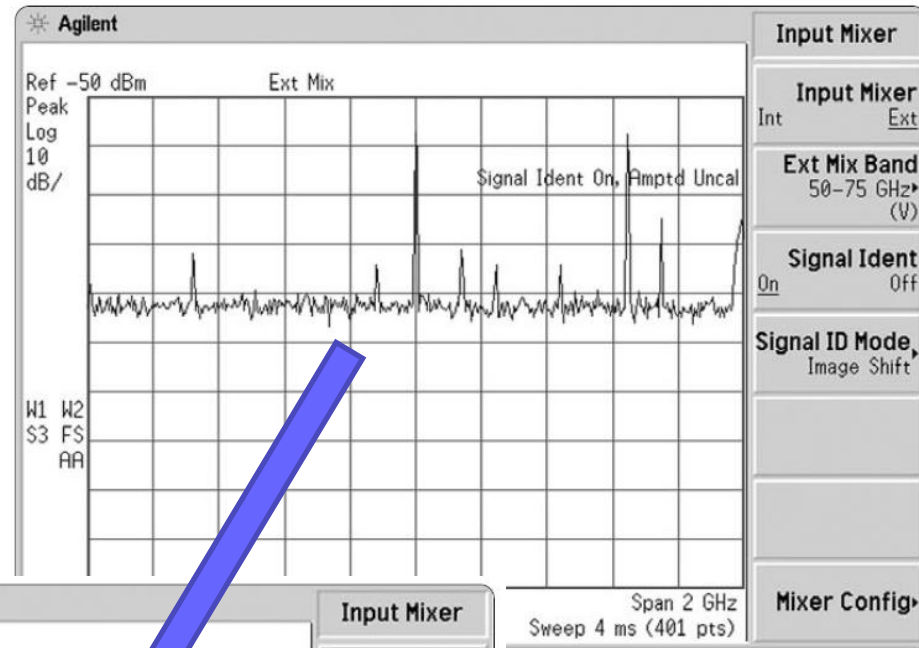 Agilent
Ref -50 dBm Ext Mix
Peak
Log
10
dB/
Signal Ident On, Amptd Uncal
W1 W2
S3 FS
AA
Span 2 GHz
Sweep 4 ms (401 pts)
Input Mixer
Input Mixer
Int Ext
Ext Mix Band
50-75 GHz
(V)
Signal Ident
On Off
Signal ID Mode
Image Shift
Mixer Config
Input Mixer